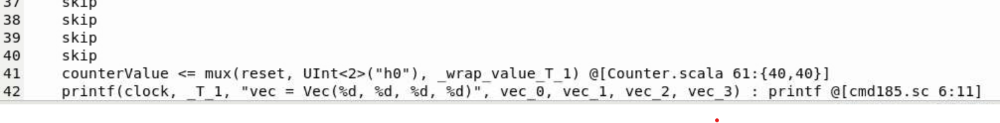 37 skip
38 skip
39 skip
40 skip
41 counterValue <= mux(reset, UInt<2>("h0"), _wrap_value_T_1) @[Counter.scala 61:{40,40}]
42 printf(clock, _T_1, "vec = Vec(%d, %d, %d, %d)", vec_0, vec_1, vec_2, vec_3) : printf @[cmd185.sc 6:11]